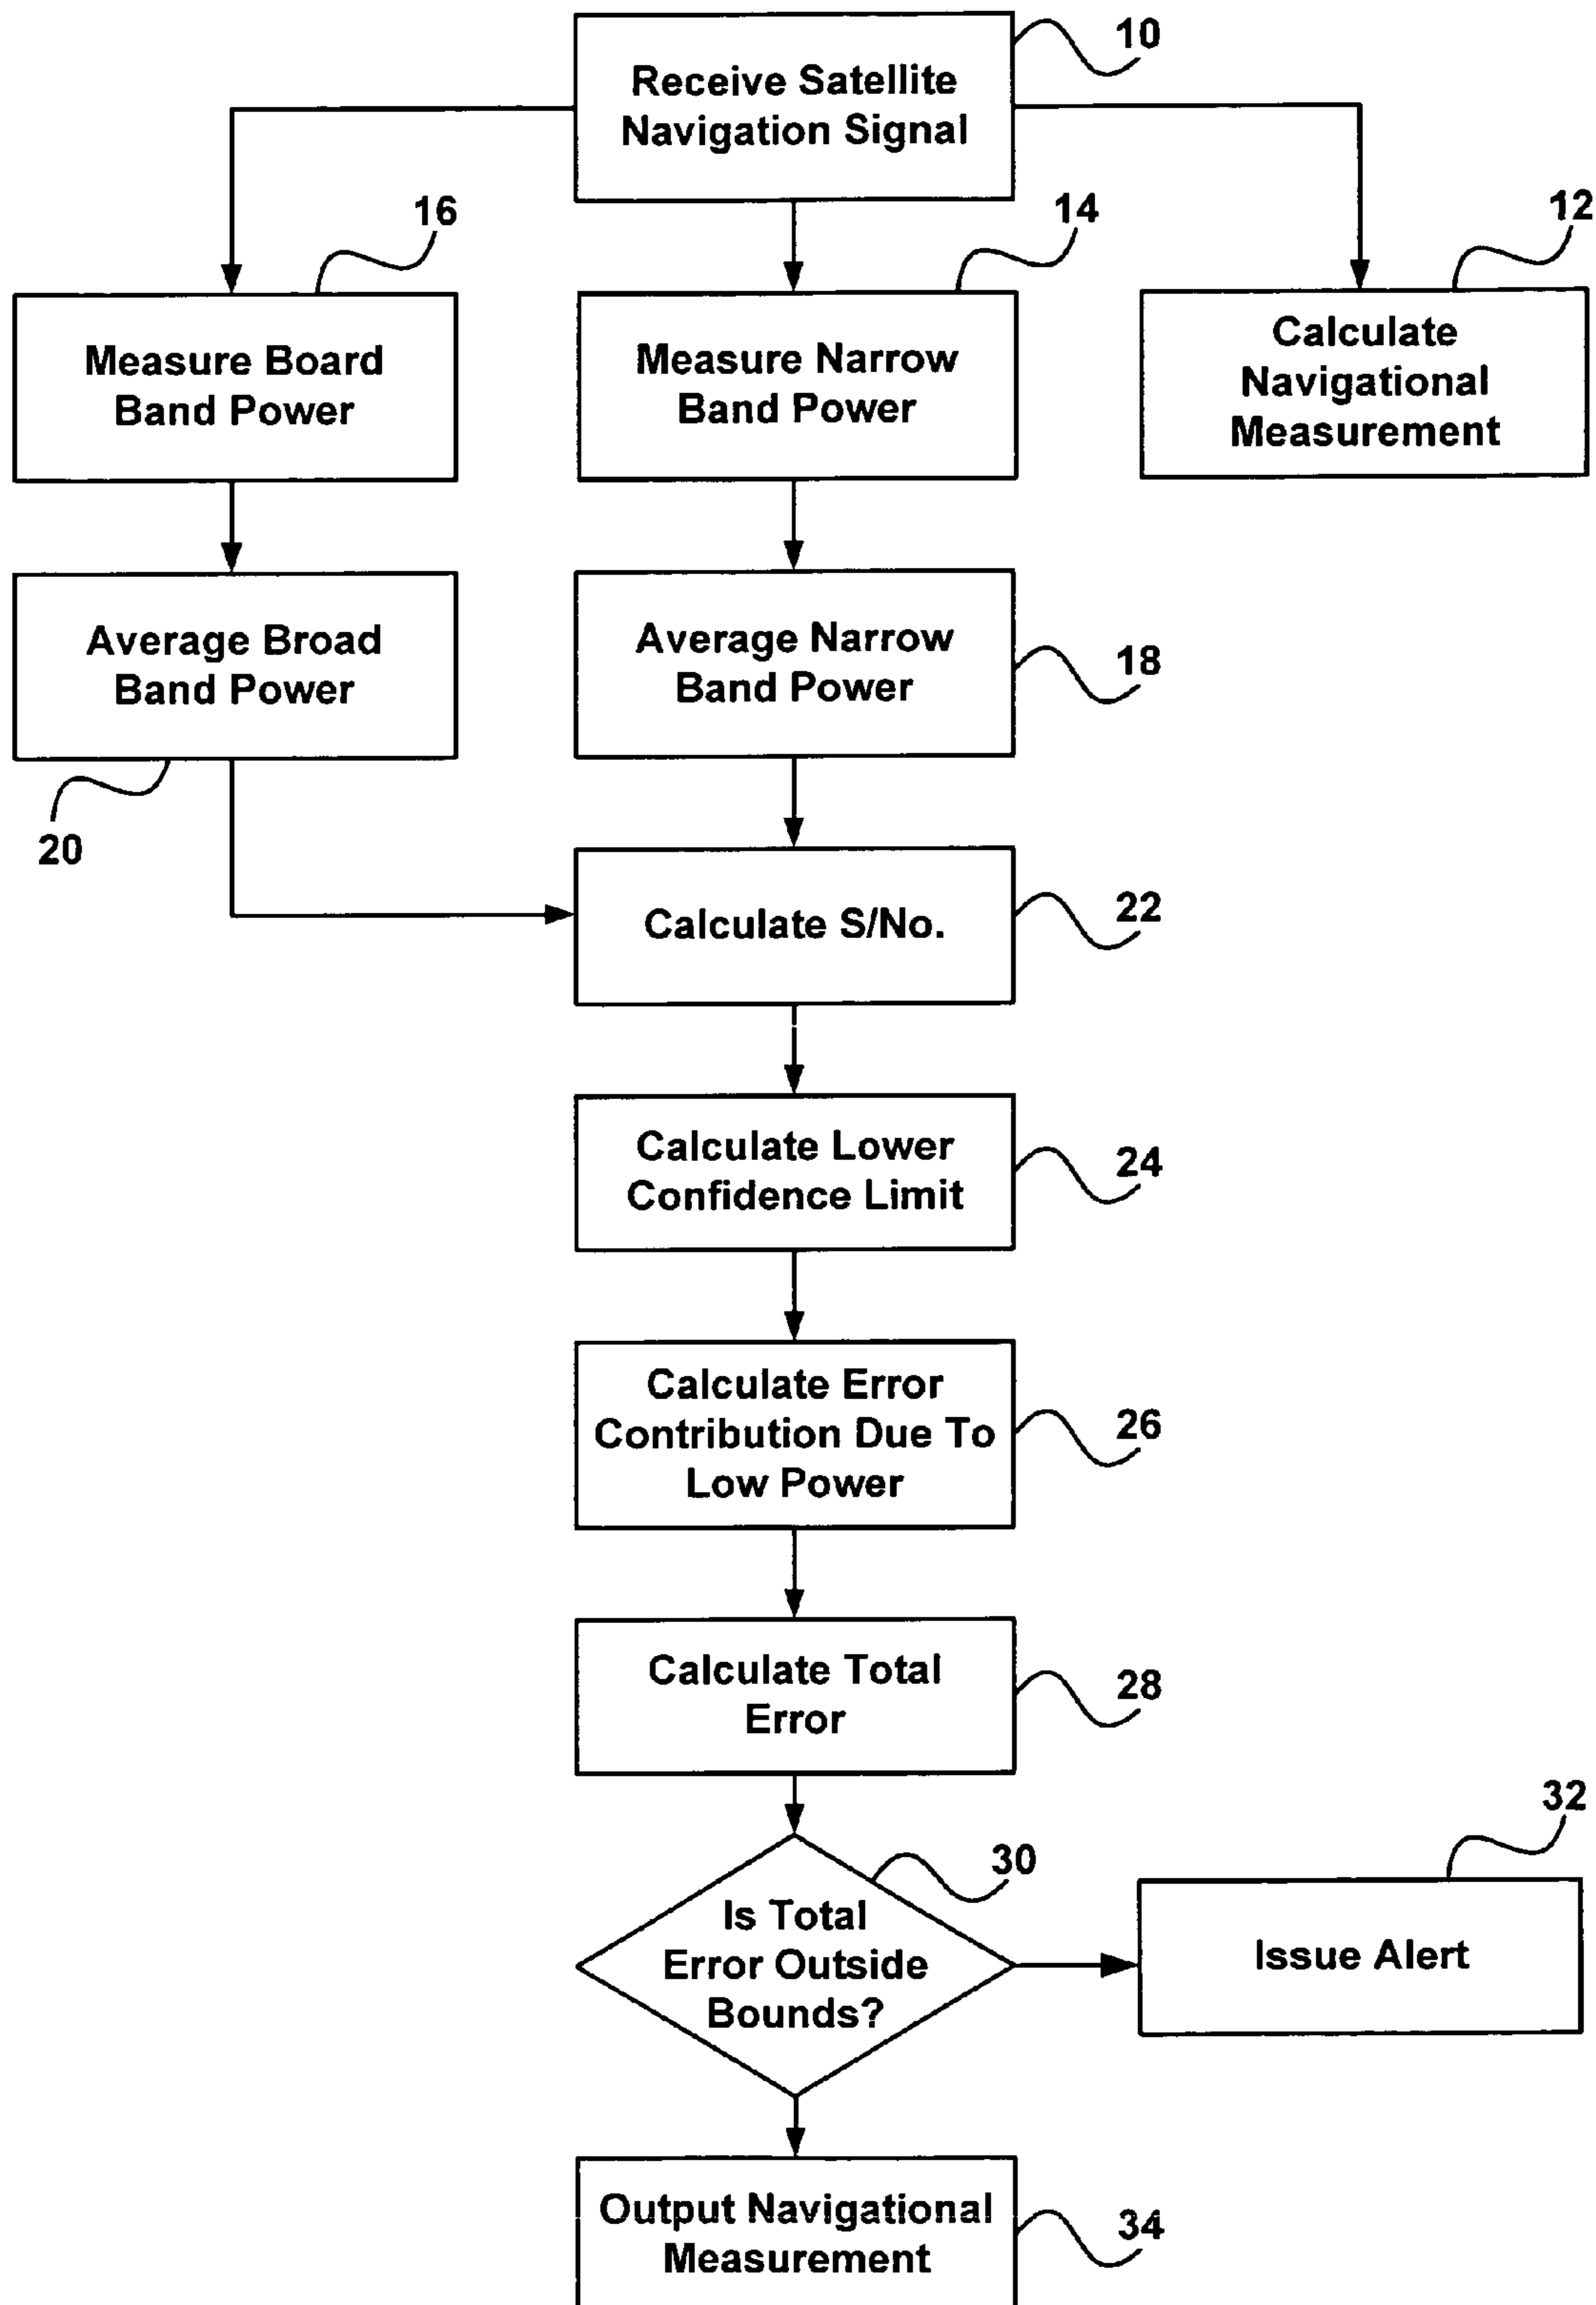 10
Receive Satellite
Navigation Signal
16
14
12
Measure Board
Band Power
Measure Narrow
Band Power
Calculate
Navigational
Measurement
Average Broad
Band Power
Average Narrow
Band Power
18
20
Calculate S/No.
22
Calculate Lower
Confidence Limit
24
Calculate Error
Contribution Due To
Low Power
26
Calculate Total
Error
28
30
32
Is Total
Error Outside
Bounds?
Issue Alert
Output Navigational
Measurement
34